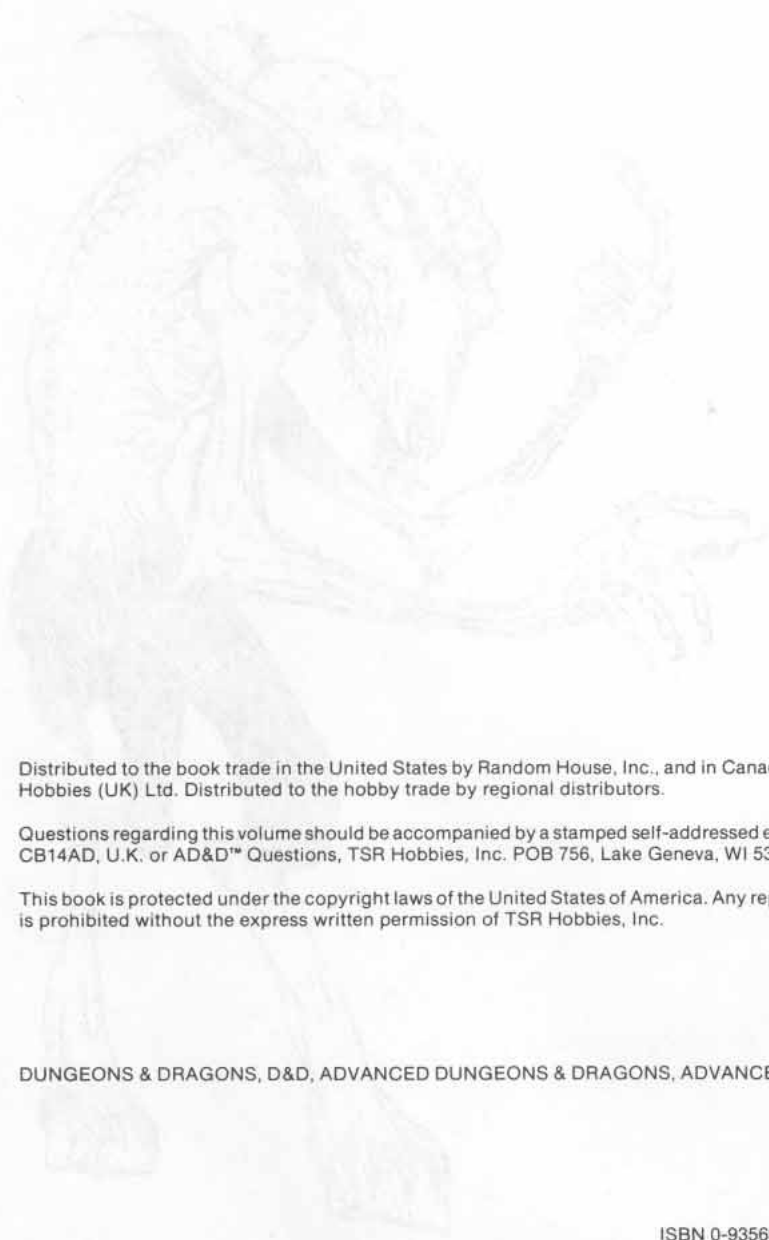 Distributed to the book trade in the United States by Random House, Inc., and in
Hobbies (UK) Ltd. Distributed to the hobby trade by regional distributors.
Questions regarding this volume should be accompanied by a stamped self-addressed
CB14AD, U.K. or AD&D™ Questions, TSR Hobbies, Inc. POB 756, Lake Geneva, WI
This book is protected under the copyright laws of the United States of America. Any
is prohibited without the express written permission of TSR Hobbies, Inc.
DUNGEONS & DRAGONS, D&D, ADVANCED DUNGEONS & DRAGONS,
ISBN 0-9356